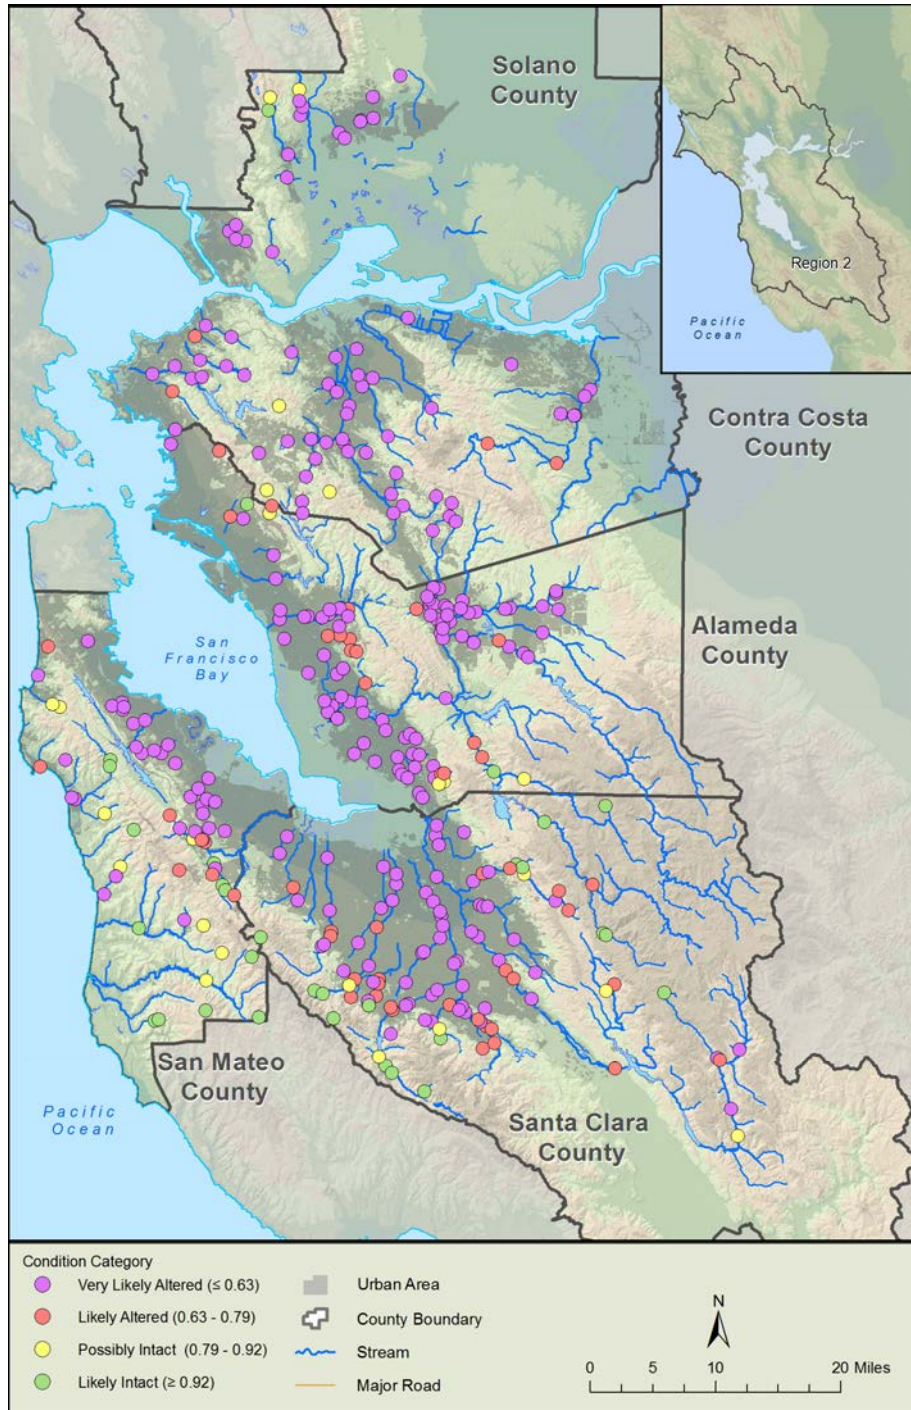 Solano
County
Region 2
Pacific
Ocean
Contra Costa
County
Alameda
County
San
Francisco
Bay
San Mateo
County
Pacific
Ocean
Santa Clara
County
Condition Category
Very Likely Altered (≤ 0.63)
Likely Altered (0.63 - 0.79)
Possibly Intact (0.79 - 0.92)
Likely Intact (≥ 0.92)
Urban Area
County Boundary
Stream
Major Road
N
0 5 10 20 Miles